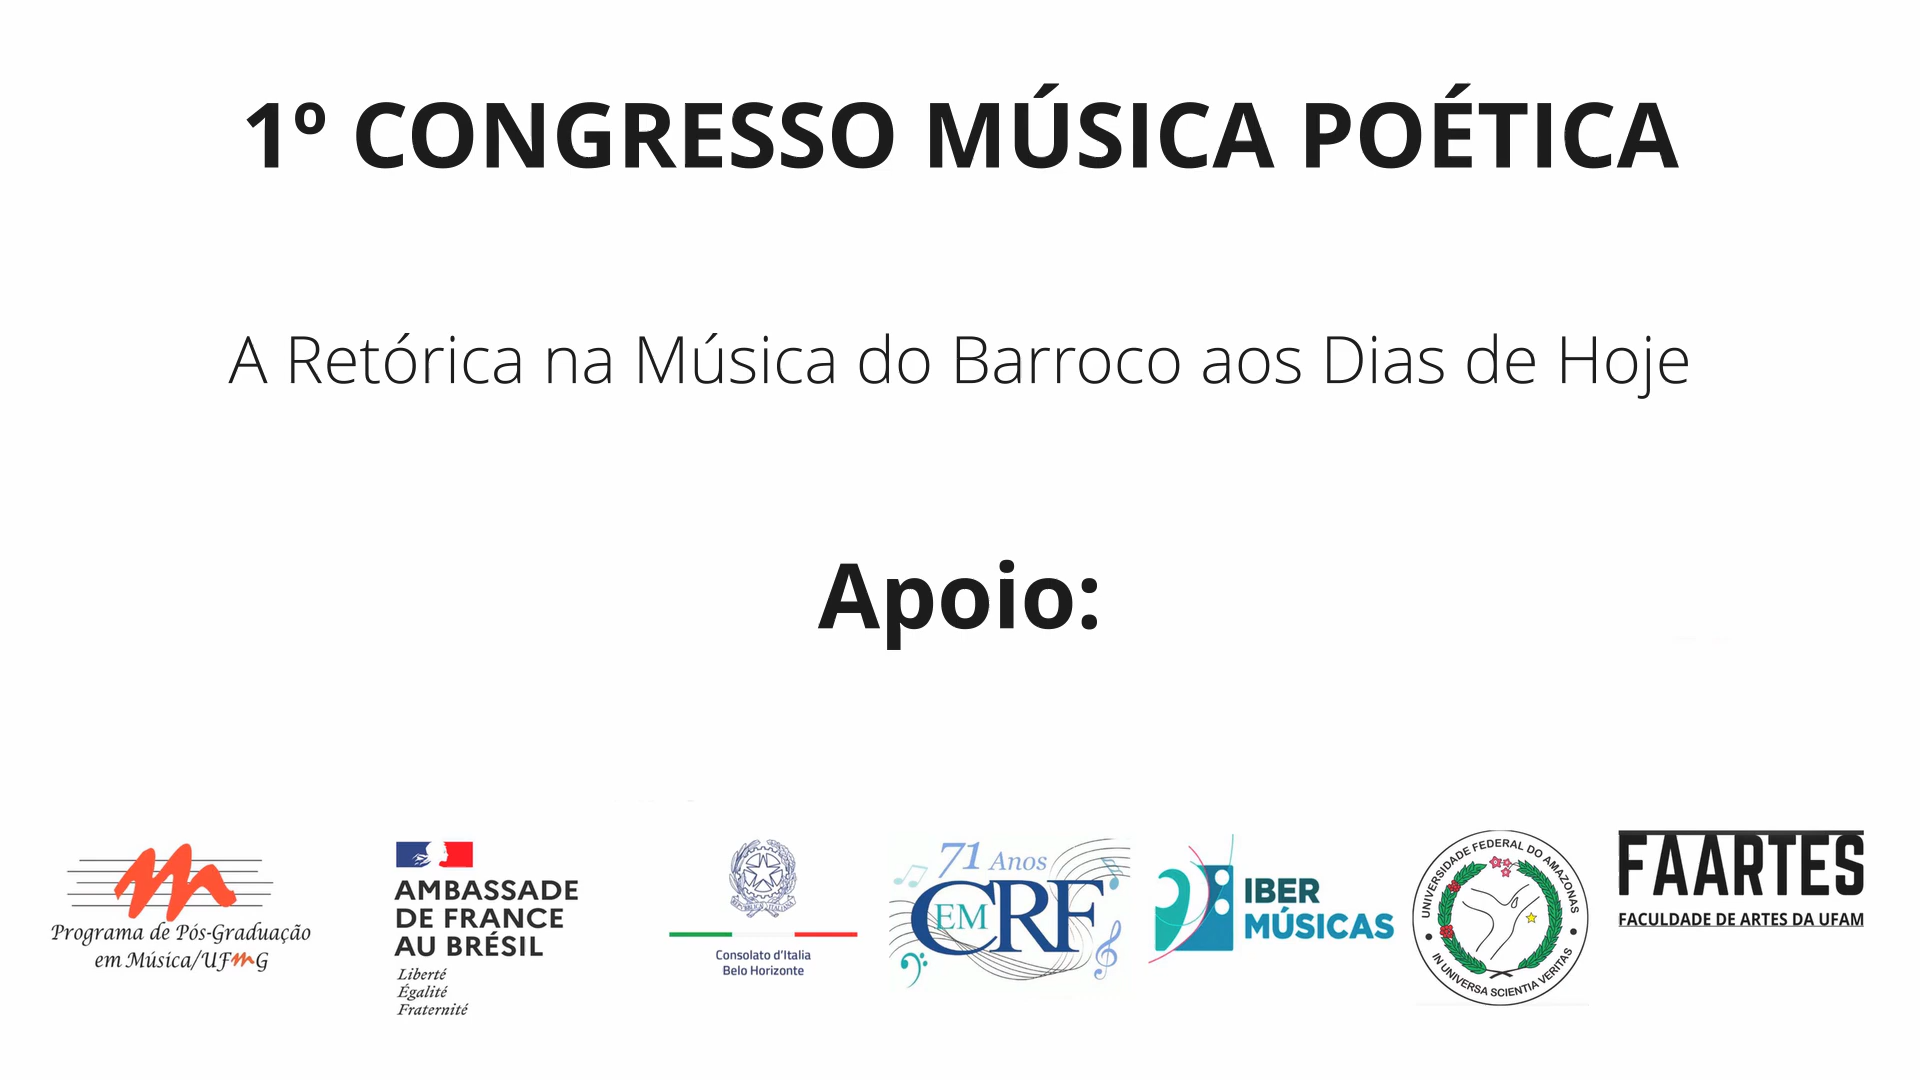 1º CONGRESSO MÚSICA POÉTICA
A Retórica na Música do Barroco aos Dias de Hoje
Apoio:
Programa de Pós-Graduação
em Música/UFmG
AMBASSADE
DE FRANCE
AU BRÉSIL
Liberté
Égalité
Fraternité
Consolato d'Italia
Belo Horizonte
71 Anos
EM CRF
IBER
MÚSICAS
UNIVERSIDADE FEDERAL DO AMAZONAS
IN UNIVERSA SCIENTIA VERITAS
FAARTES
FACULDADE DE ARTES DA UFAM